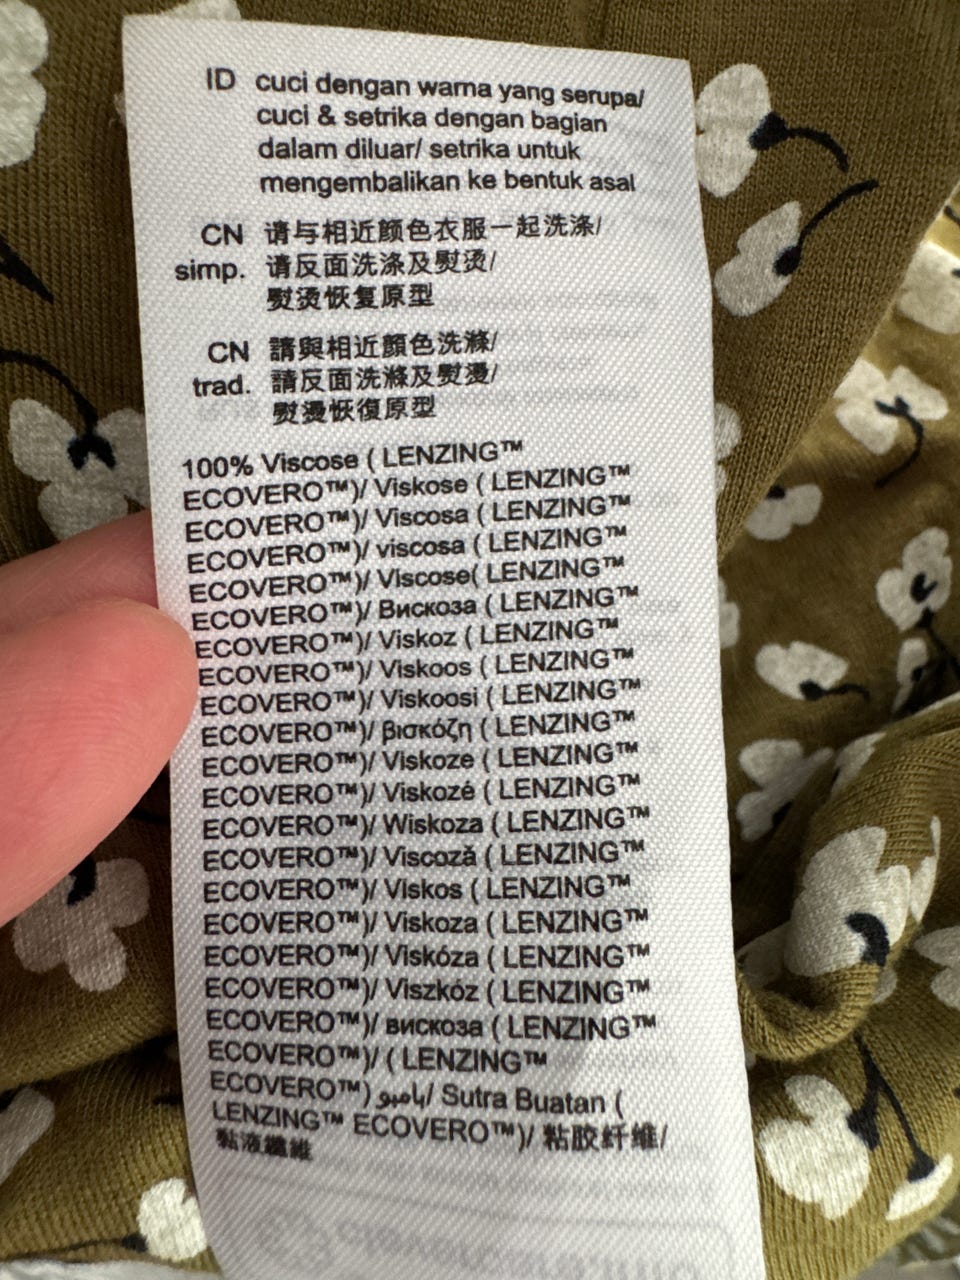 ID cuci dengan warna yang serupa/
cuci & setrika dengan bagian
dalam diluar/ setrika untuk
mengembalikan ke bentuk asal
CN 请与相近颜色衣服一起洗涤/
simp. 请反面洗涤及熨烫/
熨烫恢复原型
CN 請與相近顏色洗滌/
trad. 請反面洗滌及熨燙/
熨燙恢復原型
100% Viscose ( LENZING™
ECOVERO™)/ Viskose ( LENZING™
ECOVERO™)/ Viscosa ( LENZING™
ECOVERO™)/ viscosa ( LENZING™
ECOVERO™)/ Viscose( LENZING™
ECOVERO™)/ Вискоза ( LENZING™
ECOVERO™)/ Viskoz ( LENZING™
ECOVERO™)/ Viskoos ( LENZING™
ECOVERO™)/ Viskoosi ( LENZING™
ECOVERO™)/ βισκόζη ( LENZING™
ECOVERO™)/ Viskoze ( LENZING™
ECOVERO™)/ Viskozė ( LENZING™
ECOVERO™)/ Wiskoza ( LENZING™
ECOVERO™)/ Viscoză ( LENZING™
ECOVERO™)/ Viskos ( LENZING™
ECOVERO™)/ Viskoza ( LENZING™
ECOVERO™)/ Viskóza ( LENZING™
ECOVERO™)/ Viszkóz ( LENZING™
ECOVERO™)/ вискоза ( LENZING™
ECOVERO™)/ ( LENZING™
ECOVERO™) بامبو/ Sutra Buatan (
LENZING™ ECOVERO™)/ 粘胶纤维/
黏液纖維